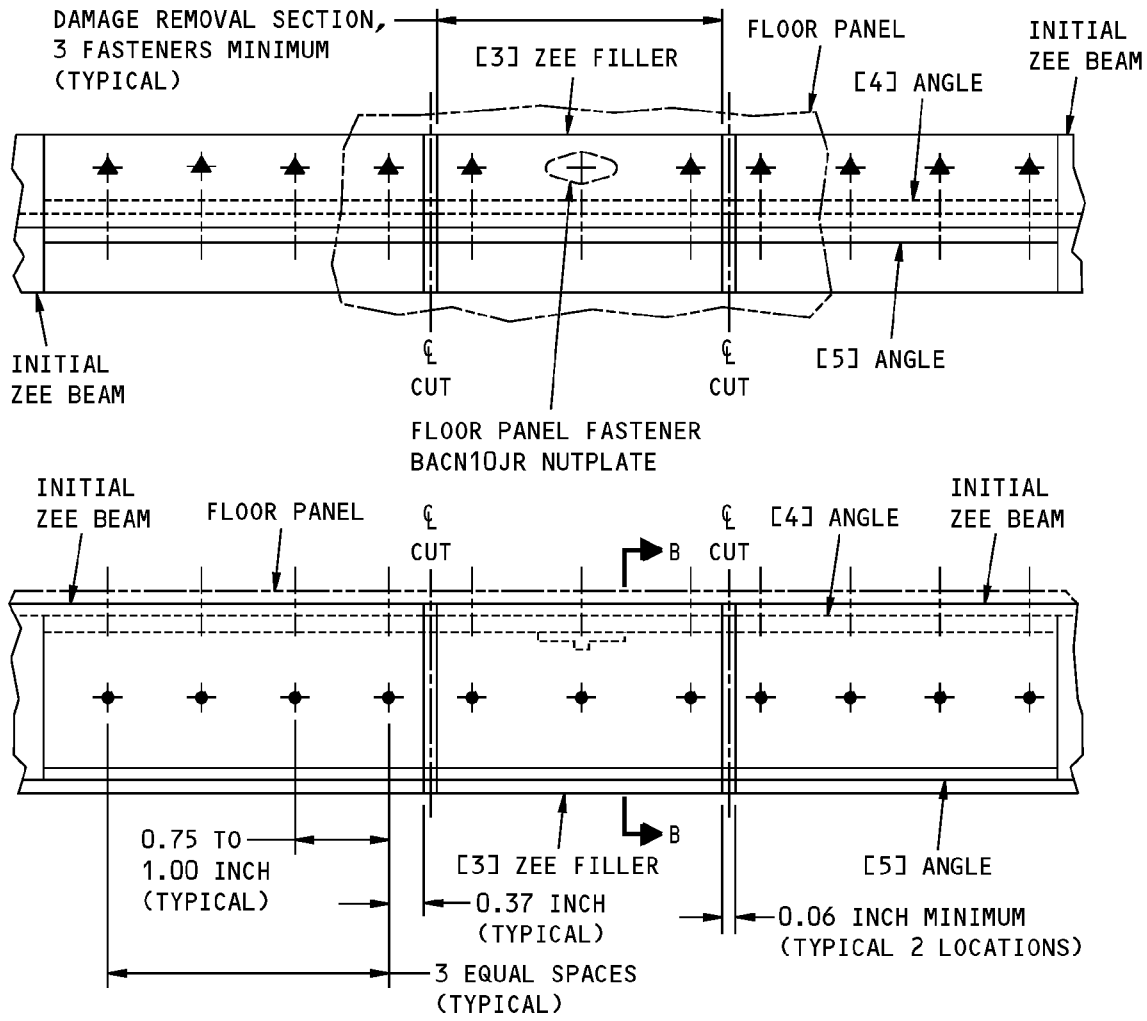 DAMAGE REMOVAL SECTION,
3 FASTENERS MINIMUM
(TYPICAL)
[3] ZEE FILLER
FLOOR PANEL
[4] ANGLE
INITIAL
ZEE BEAM
INITIAL
ZEE BEAM
℄
CUT
℄
CUT
[5] ANGLE
FLOOR PANEL FASTENER
BACN10JR NUTPLATE
INITIAL
ZEE BEAM
FLOOR PANEL
℄
CUT
B
℄
CUT
[4] ANGLE
INITIAL
ZEE BEAM
0.75 TO
1.00 INCH
(TYPICAL)
[3] ZEE FILLER
B
[5] ANGLE
0.37 INCH
(TYPICAL)
0.06 INCH MINIMUM
(TYPICAL 2 LOCATIONS)
3 EQUAL SPACES
(TYPICAL)